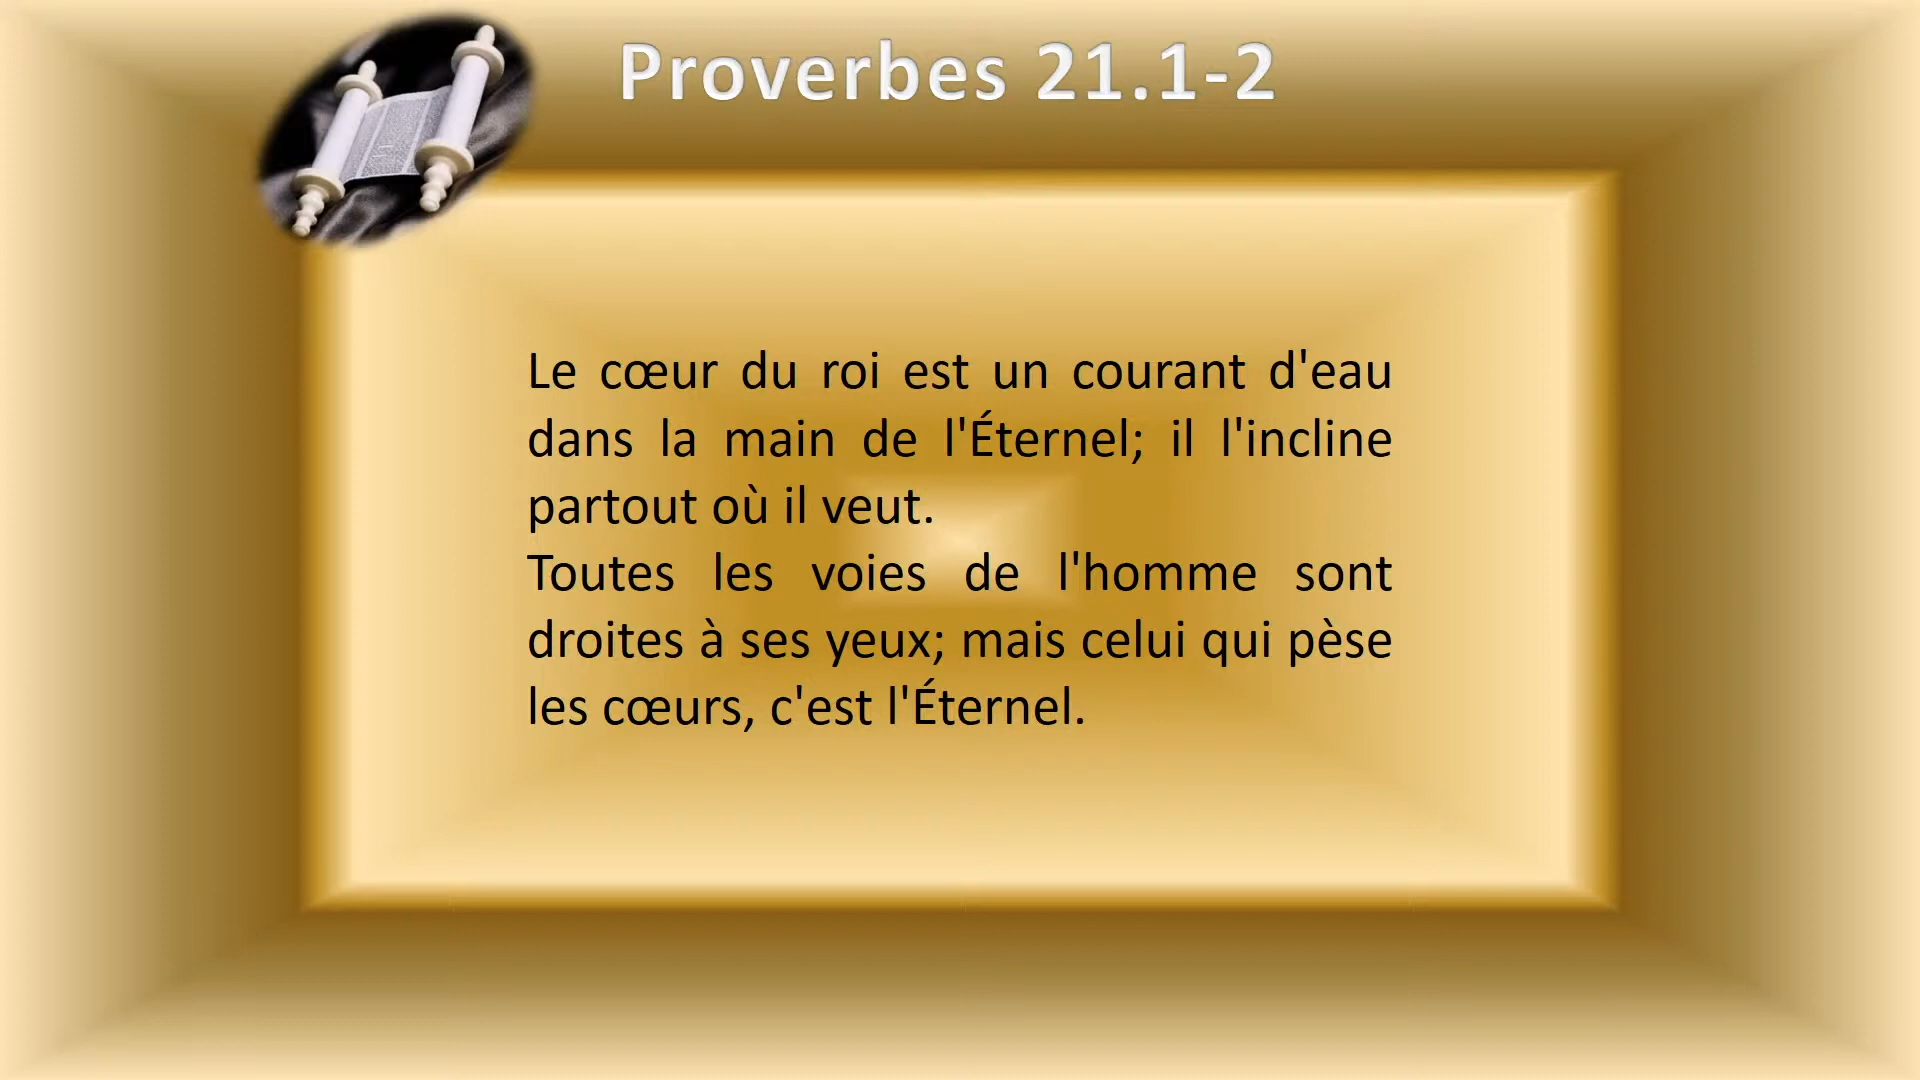 Proverbes 21.1-2
Le cœur du roi est un courant d'eau
dans la main de l'Éternel; il l'incline
partout où il veut.
Toutes les voies de l'homme sont
droites à ses yeux; mais celui qui pèse
les cœurs, c'est l'Éternel.